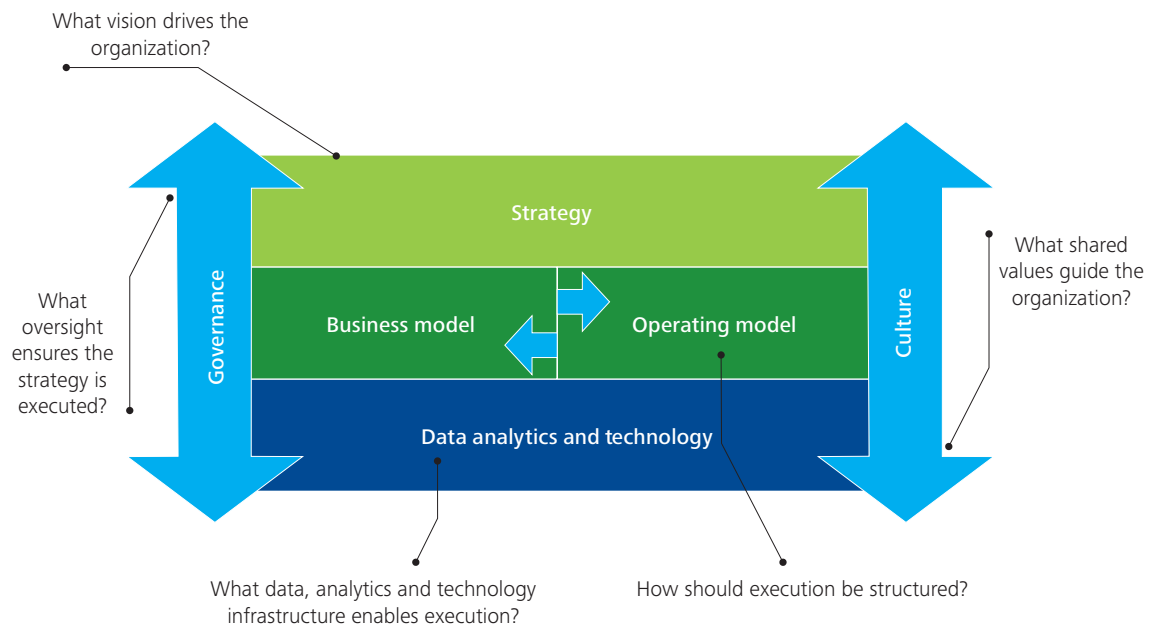 What vision drives the
organization?
Strategy
Governance
What
oversight
ensures the
strategy is
executed?
Business model
Operating model
Culture
What shared
values guide the
organization?
Data analytics and technology
What data, analytics and technology
infrastructure enables execution?
How should execution be structured?